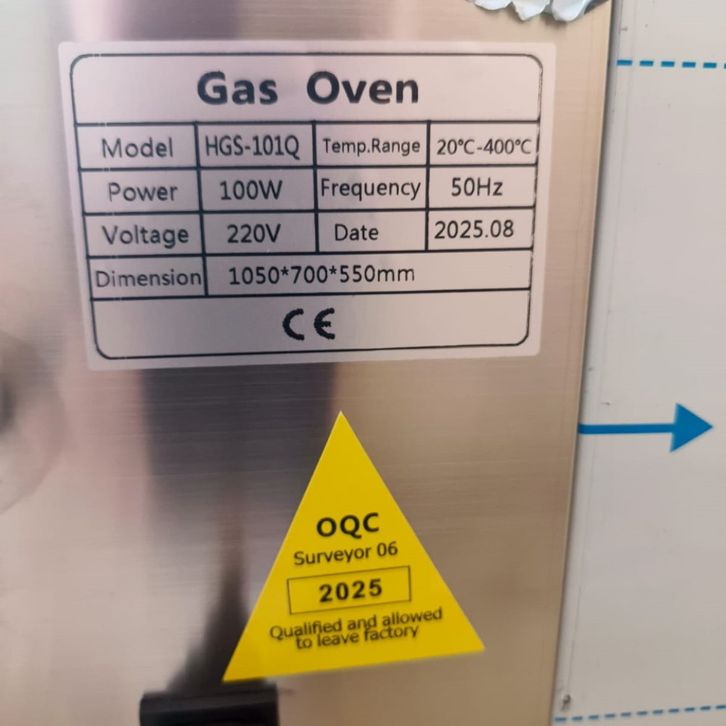 Gas Oven
Model HGS-101Q Temp.Range 20℃-400℃
Power 100W Frequency 50Hz
Voltage 220V Date 2025.08
Dimension 1050*700*550mm
CE
OQC
Surveyor 06
2025
Qualified and allowed
to leave factory